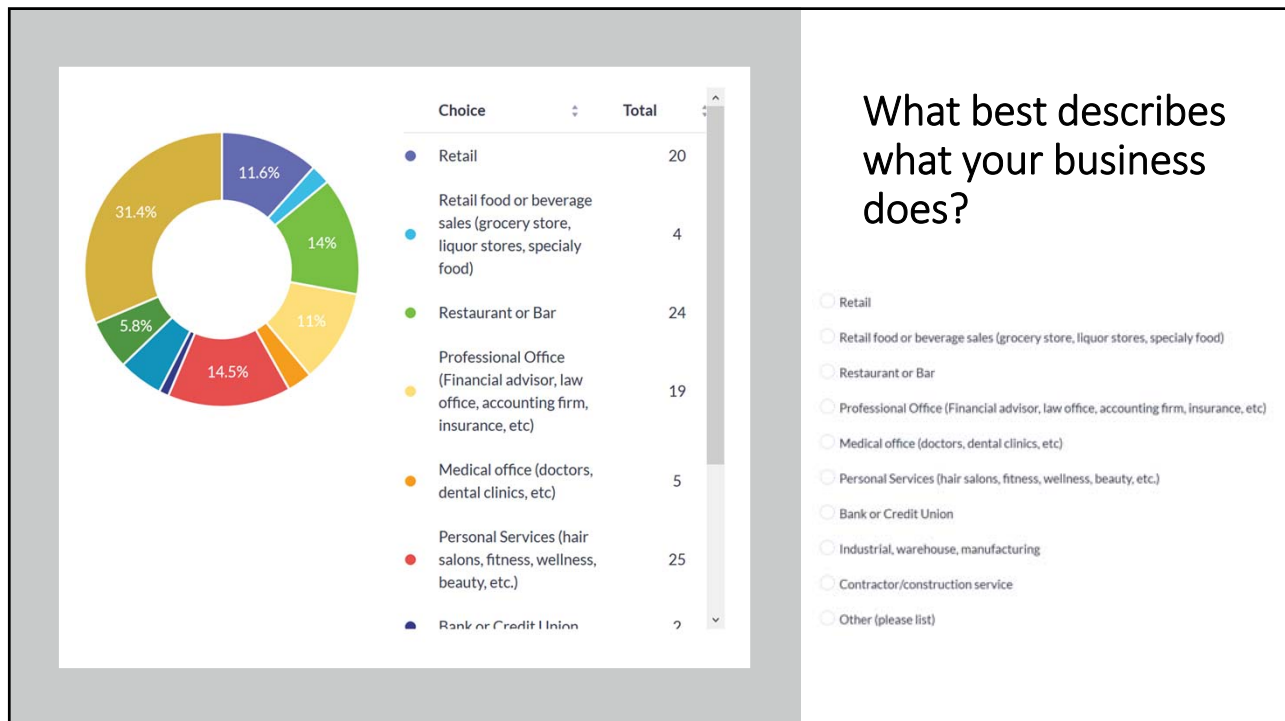 What best describes
what your business
does?
Choice Total
Retail 20
Retail food or beverage
sales (grocery store,
liquor stores, specialy
food) 4
Restaurant or Bar 24
Professional Office
(Financial advisor, law
office, accounting firm,
insurance, etc) 19
Medical office (doctors,
dental clinics, etc) 5
Personal Services (hair
salons, fitness, wellness,
beauty, etc.) 25
Bank or Credit Union 2
11.6%
14%
11%
14.5%
5.8%
31.4%
Retail
Retail food or beverage sales (grocery store, liquor stores, specialy food)
Restaurant or Bar
Professional Office (Financial advisor, law office, accounting firm, insurance, etc)
Medical office (doctors, dental clinics, etc)
Personal Services (hair salons, fitness, wellness, beauty, etc.)
Bank or Credit Union
Industrial, warehouse, manufacturing
Contractor/construction service
Other (please list)